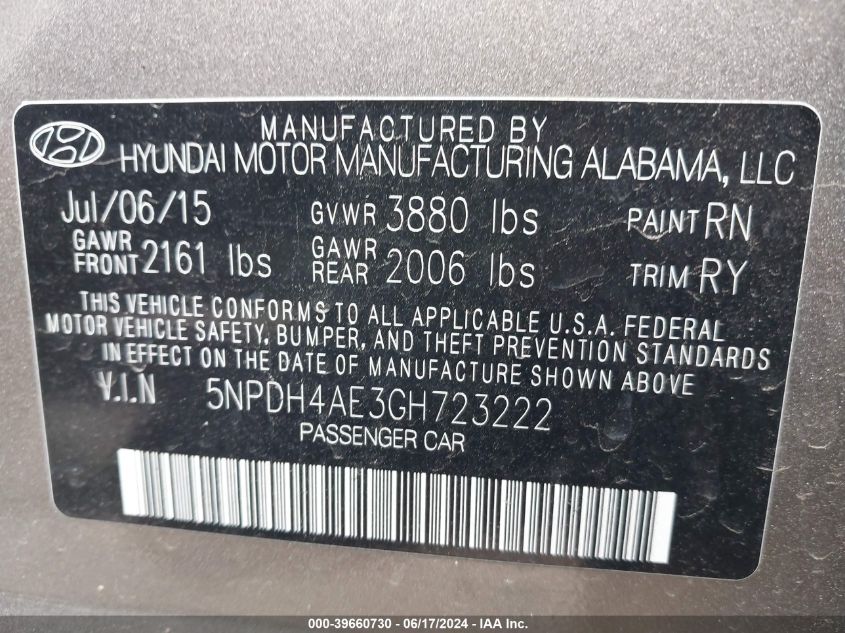 MANUFACTURED BY
HYUNDAI MOTOR MANUFACTURING ALABAMA, LLC
Jul/06/15 GVWR 3880 lbs PAINT RN
GAWR FRONT 2161 lbs GAWR REAR 2006 lbs TRIM RY
THIS VEHICLE CONFORMS TO ALL APPLICABLE U.S.A. FEDERAL
MOTOR VEHICLE SAFETY, BUMPER, AND THEFT PREVENTION STANDARDS
IN EFFECT ON THE DATE OF MANUFACTURE SHOWN ABOVE
V.I.N 5NPDH4AE3GH723222
PASSENGER CAR
000-39660730 - 06/17/2024 - IAA Inc.